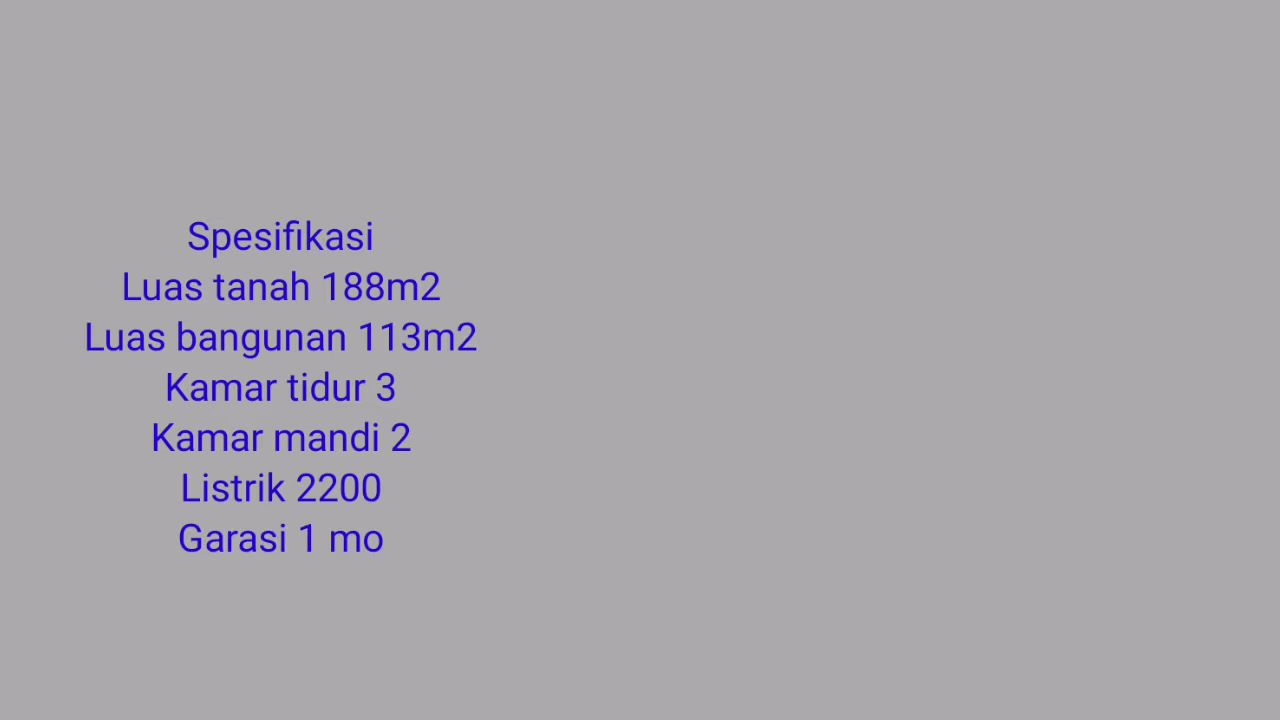 Spesifikasi
Luas tanah 188m2
Luas bangunan 113m2
Kamar tidur 3
Kamar mandi 2
Listrik 2200
Garasi 1 mo